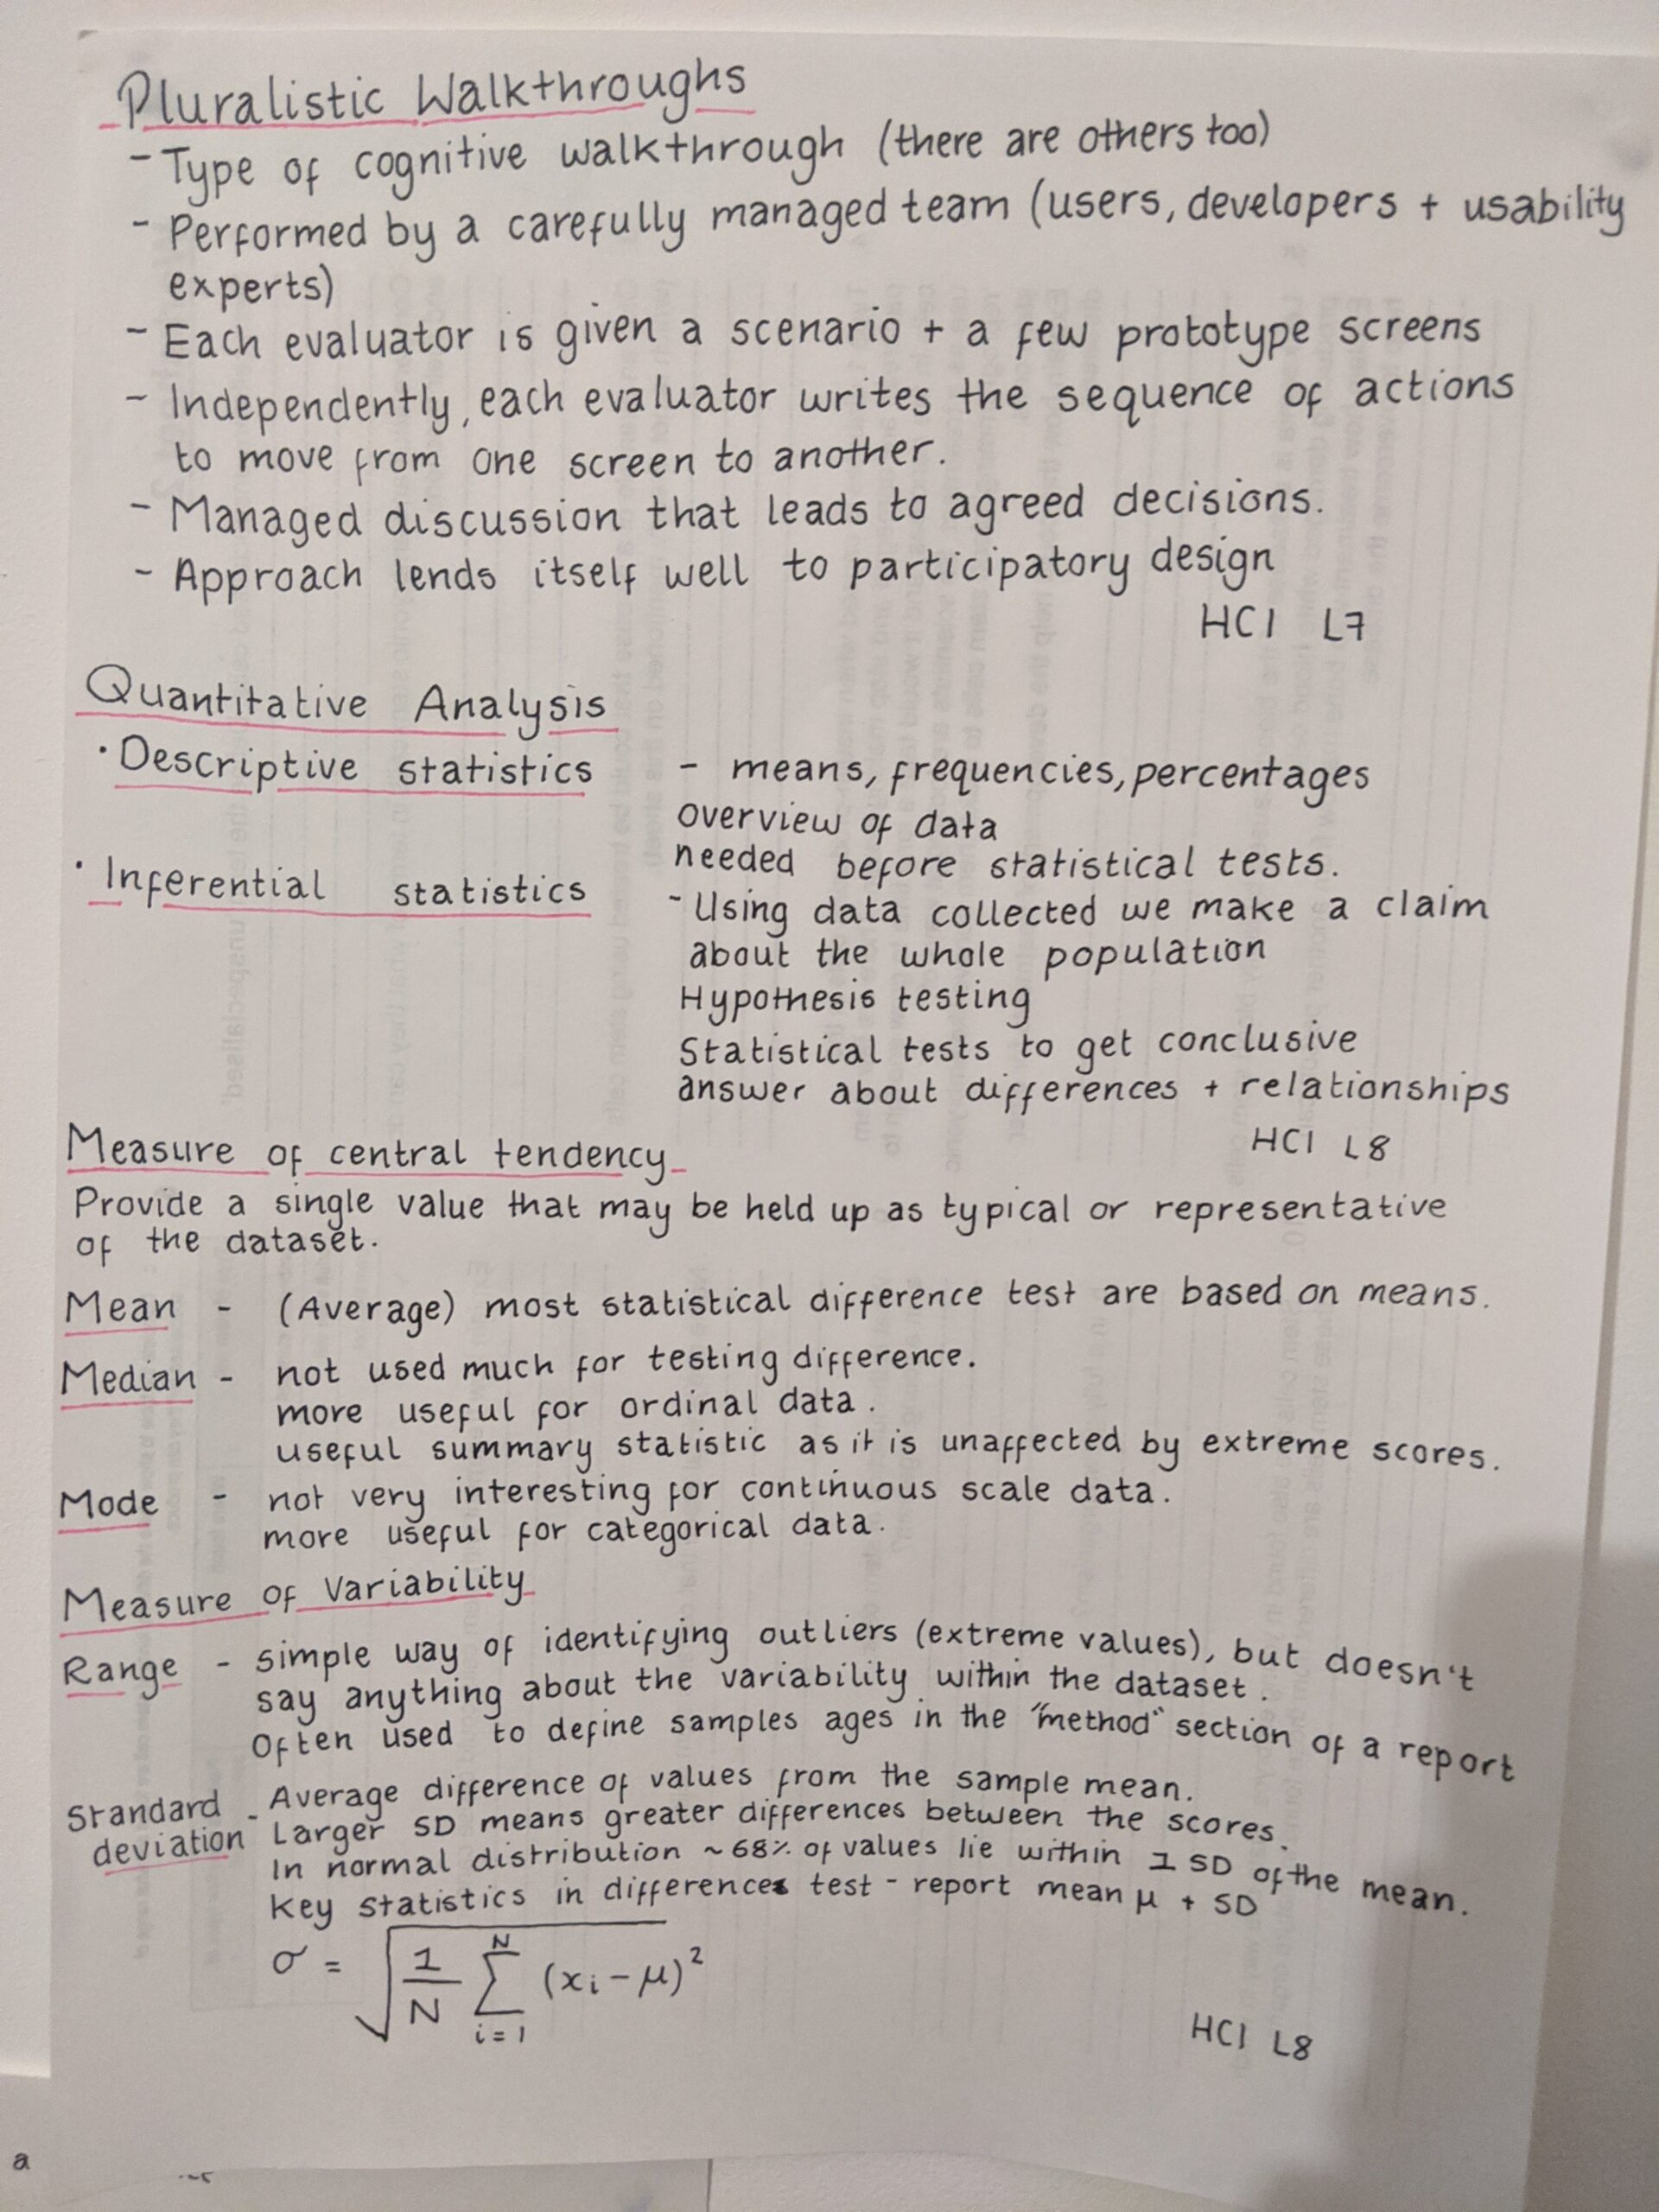 Pluralistic Walkthroughs
- Type of cognitive walkthrough (there are others too)
- Performed by a carefully managed team (users, developers + usability
experts)
- Each evaluator is given a scenario + a few prototype screens
- Independently, each evaluator writes the sequence of actions
to move from one screen to another.
- Managed discussion that leads to agreed decisions.
- Approach lends itself well to participatory design
HCI L7
Quantitative Analysis
· Descriptive statistics - means, frequencies, percentages
overview of data
needed before statistical tests.
· Inferential statistics - Using data collected we make a claim
about the whole population
Hypothesis testing
Statistical tests to get conclusive
answer about differences + relationships
HCI L8
Measure of central tendency
Provide a single value that may be held up as typical or representative
of the dataset.
Mean - (Average) most statistical difference test are based on means.
Median - not used much for testing difference.
more useful for ordinal data.
useful summary statistic as it is unaffected by extreme scores.
Mode - not very interesting for continuous scale data.
more useful for categorical data.
Measure of Variability
Range - simple way of identifying outliers (extreme values), but doesn't
say anything about the variability within the dataset.
Often used to define samples ages in the "method" section of a report
Standard deviation - Average difference of values from the sample mean.
Larger SD means greater differences between the scores.
In normal distribution ~68% of values lie within 1 SD of the mean.
Key statistics in differences test - report mean μ + SD
σ = √(1/N Σ_{i=1}^{N} (xi - μ)²)
HCI L8
a